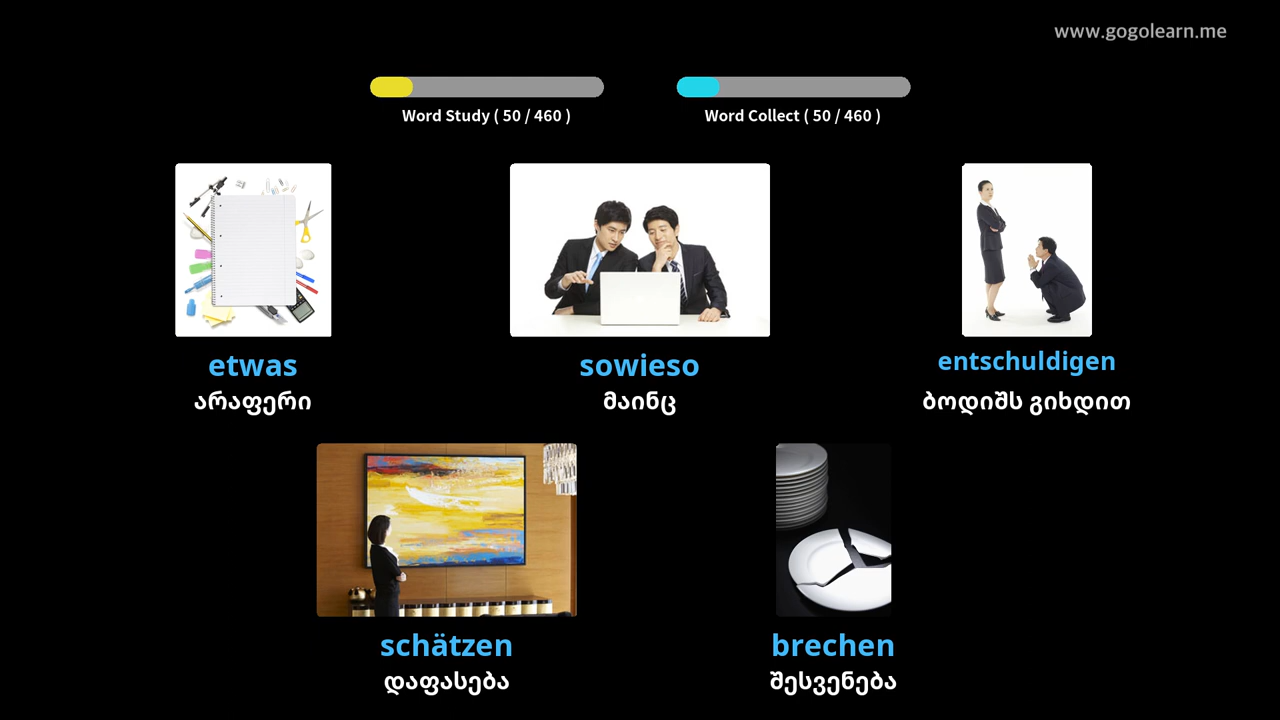 www.gogolearn.me
Word Study ( 50 / 460 )
Word Collect ( 50 / 460 )
etwas
sowieso
entschuldigen
არაფერი
მაინც
ბოდიშს გიხდით
schätzen
brechen
დაფასება
შესვენება